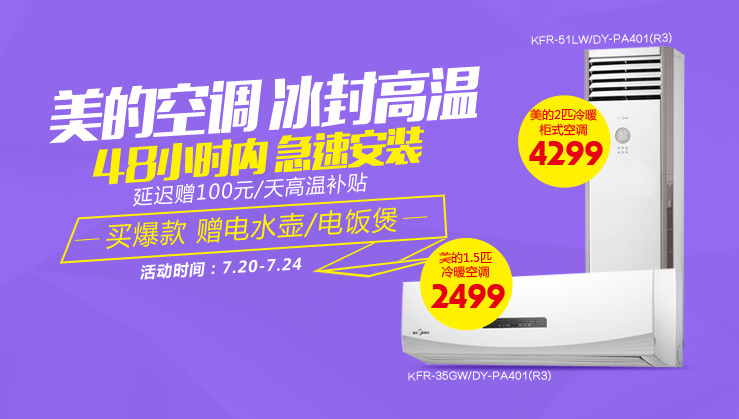 KFR-51LW/DY-PA401(R3)
美的空调 冰封高温
48小时内 急速安装
延迟赠100元/天高温补贴
买爆款 赠电水壶/电饭煲
活动时间：7.20-7.24
美的2匹冷暖
柜式空调
4299
美的1.5匹
冷暖空调
2499
KFR-35GW/DY-PA401(R3)